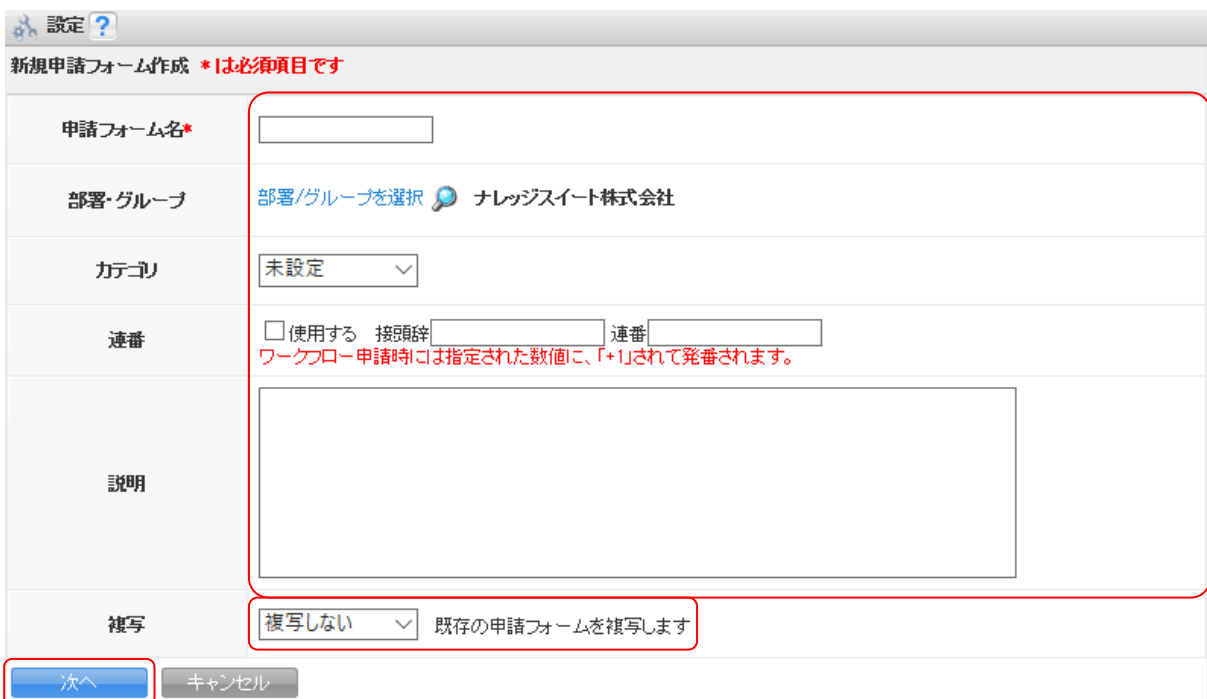 設定 ?
新規申請フォーム作成 *は必須項目です
申請フォーム名*
部署・グループ 部署/グループを選択 ナレッジスイート株式会社
カテゴリ 未設定
連番 使用する 接頭辞 連番
ワークフロー申請時には指定された数値に、「+1」されて発番されます。
説明
複写 複写しない 既存の申請フォームを複写します
次へ キャンセル